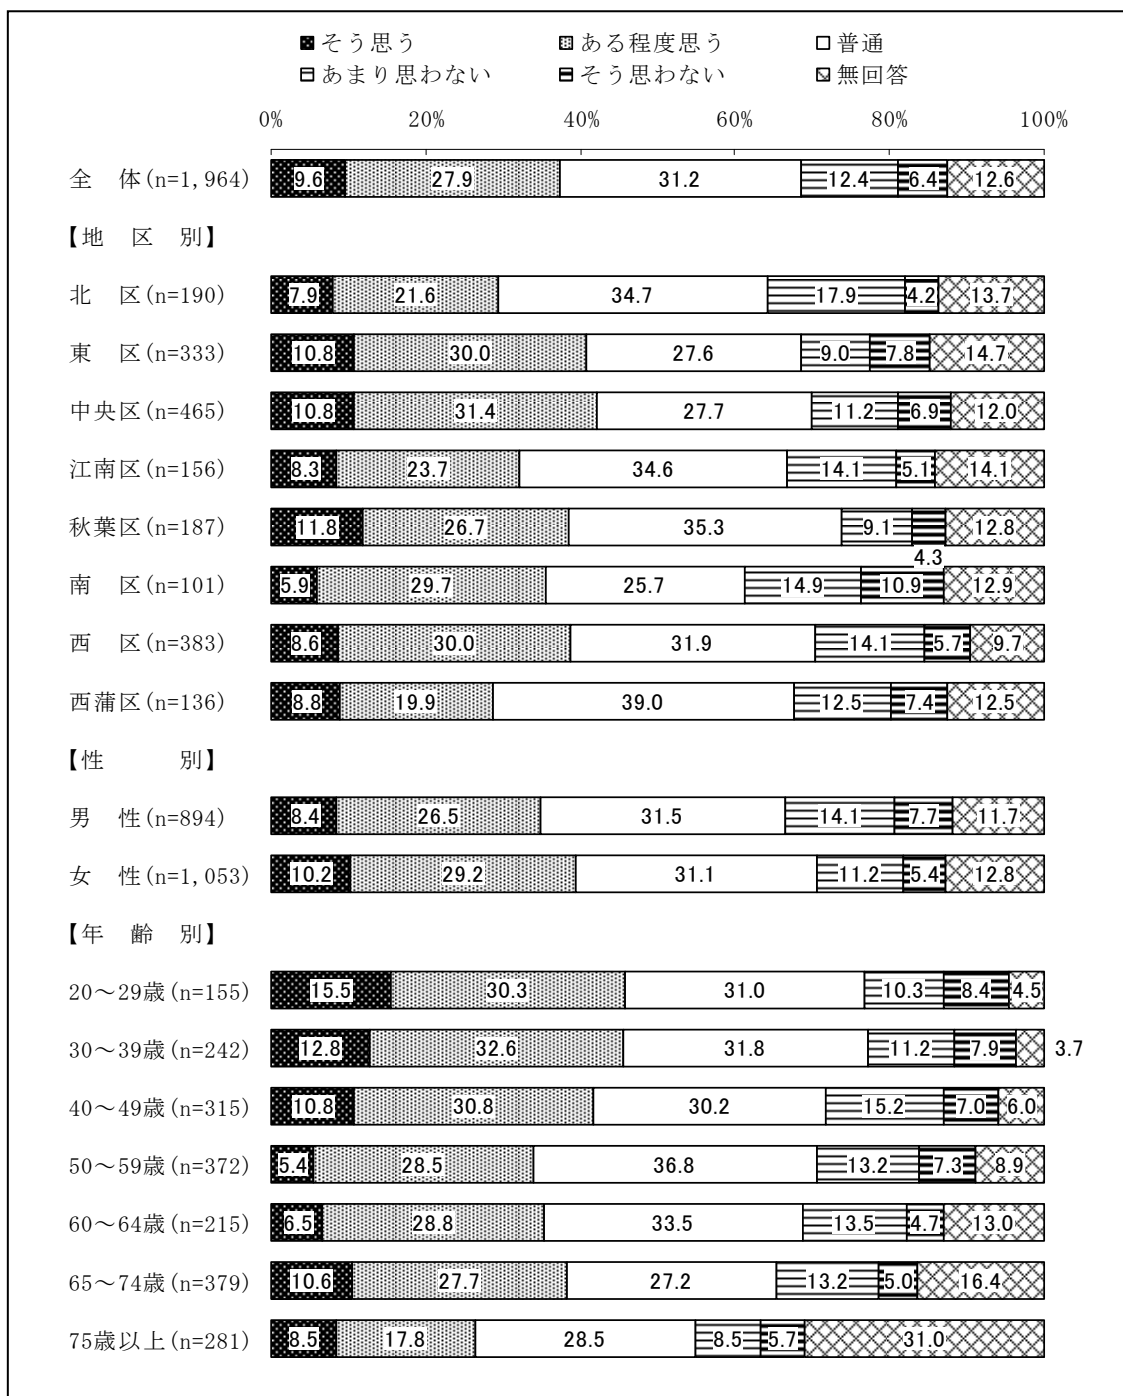 そう思う ある程度思う 普通
あまり思わない そう思わない 無回答
0% 20% 40% 60% 80% 100%
全 体(n=1,964) 9.6 27.9 31.2 12.4 6.4 12.6
【地 区 別】
北 区(n=190) 7.9 21.6 34.7 17.9 4.2 13.7
東 区(n=333) 10.8 30.0 27.6 9.0 7.8 14.7
中央区(n=465) 10.8 31.4 27.7 11.2 6.9 12.0
江南区(n=156) 8.3 23.7 34.6 14.1 5.1 14.1
秋葉区(n=187) 11.8 26.7 35.3 9.1 4.3 12.8
南 区(n=101) 5.9 29.7 25.7 14.9 10.9 12.9
西 区(n=383) 8.6 30.0 31.9 14.1 5.7 9.7
西蒲区(n=136) 8.8 19.9 39.0 12.5 7.4 12.5
【性 別】
男 性(n=894) 8.4 26.5 31.5 14.1 7.7 11.7
女 性(n=1,053) 10.2 29.2 31.1 11.2 5.4 12.8
【年 齢 別】
20～29歳(n=155) 15.5 30.3 31.0 10.3 8.4 4.5
30～39歳(n=242) 12.8 32.6 31.8 11.2 7.9 3.7
40～49歳(n=315) 10.8 30.8 30.2 15.2 7.0 6.0
50～59歳(n=372) 5.4 28.5 36.8 13.2 7.3 8.9
60～64歳(n=215) 6.5 28.8 33.5 13.5 4.7 13.0
65～74歳(n=379) 10.6 27.7 27.2 13.2 5.0 16.4
75歳以上(n=281) 8.5 17.8 28.5 8.5 5.7 31.0